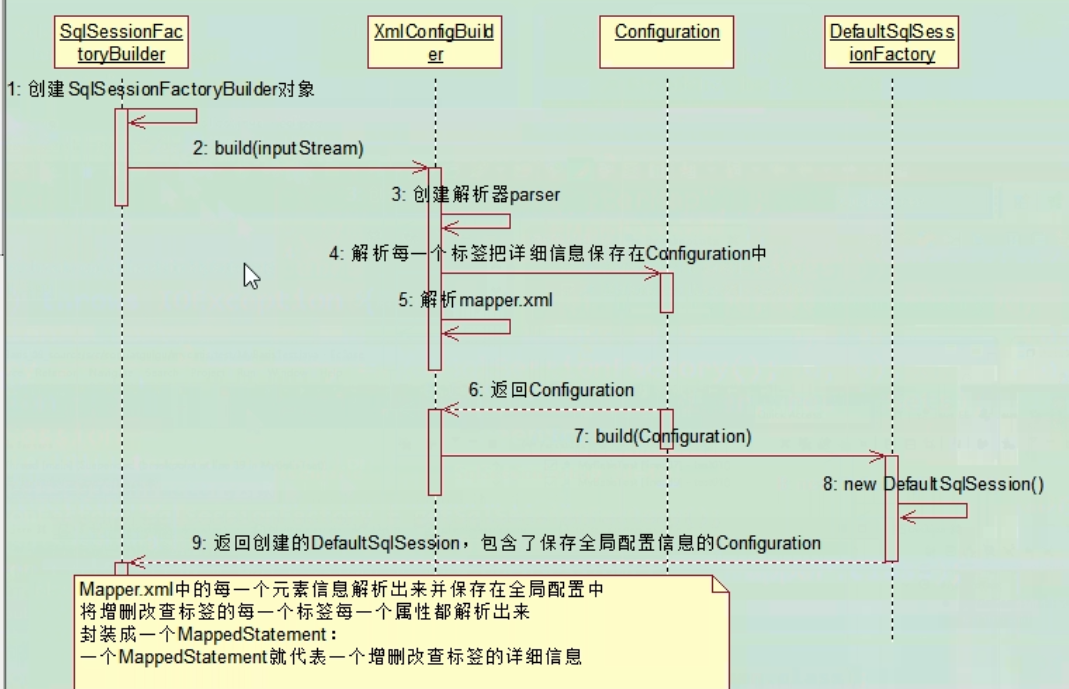 SqlSessionFac
toryBuilder
XmlConfigBuild
er
Configuration
DefaultSqlSess
ionFactory
1: 创建SqlSessionFactoryBuilder对象
2: build(inputStream)
3: 创建解析器parser
4: 解析每一个标签把详细信息保存在Configuration中
5: 解析mapper.xml
6: 返回Configuration
7: build(Configuration)
8: new DefaultSqlSession()
9: 返回创建的DefaultSqlSession，包含了保存全局配置信息的Configuration
Mapper.xml中的每一个元素信息解析出来并保存在全局配置中
将增删改查标签的每一个标签每一个属性都解析出来
封装成一个MappedStatement：
一个MappedStatement就代表一个增删改查标签的详细信息